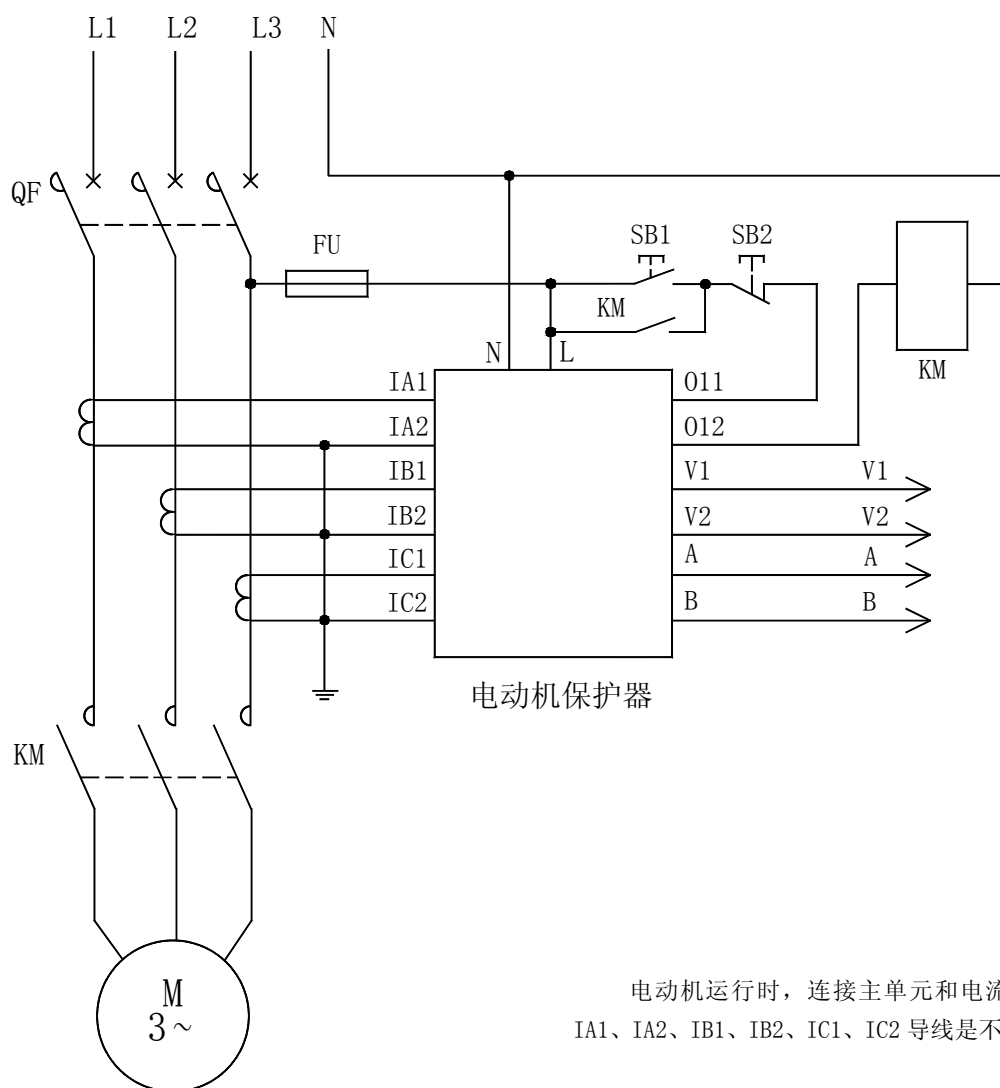 L1 L2 L3 N
QF
FU SB1 SB2
KM
N L
KM
IA1 O11
IA2 O12
IB1 V1 V1
IB2 V2 V2
IC1 A A
IC2 B B
电动机保护器
KM
M
3~
电动机运行时，连接主单元和电流
IA1、IA2、IB1、IB2、IC1、IC2 导线是不